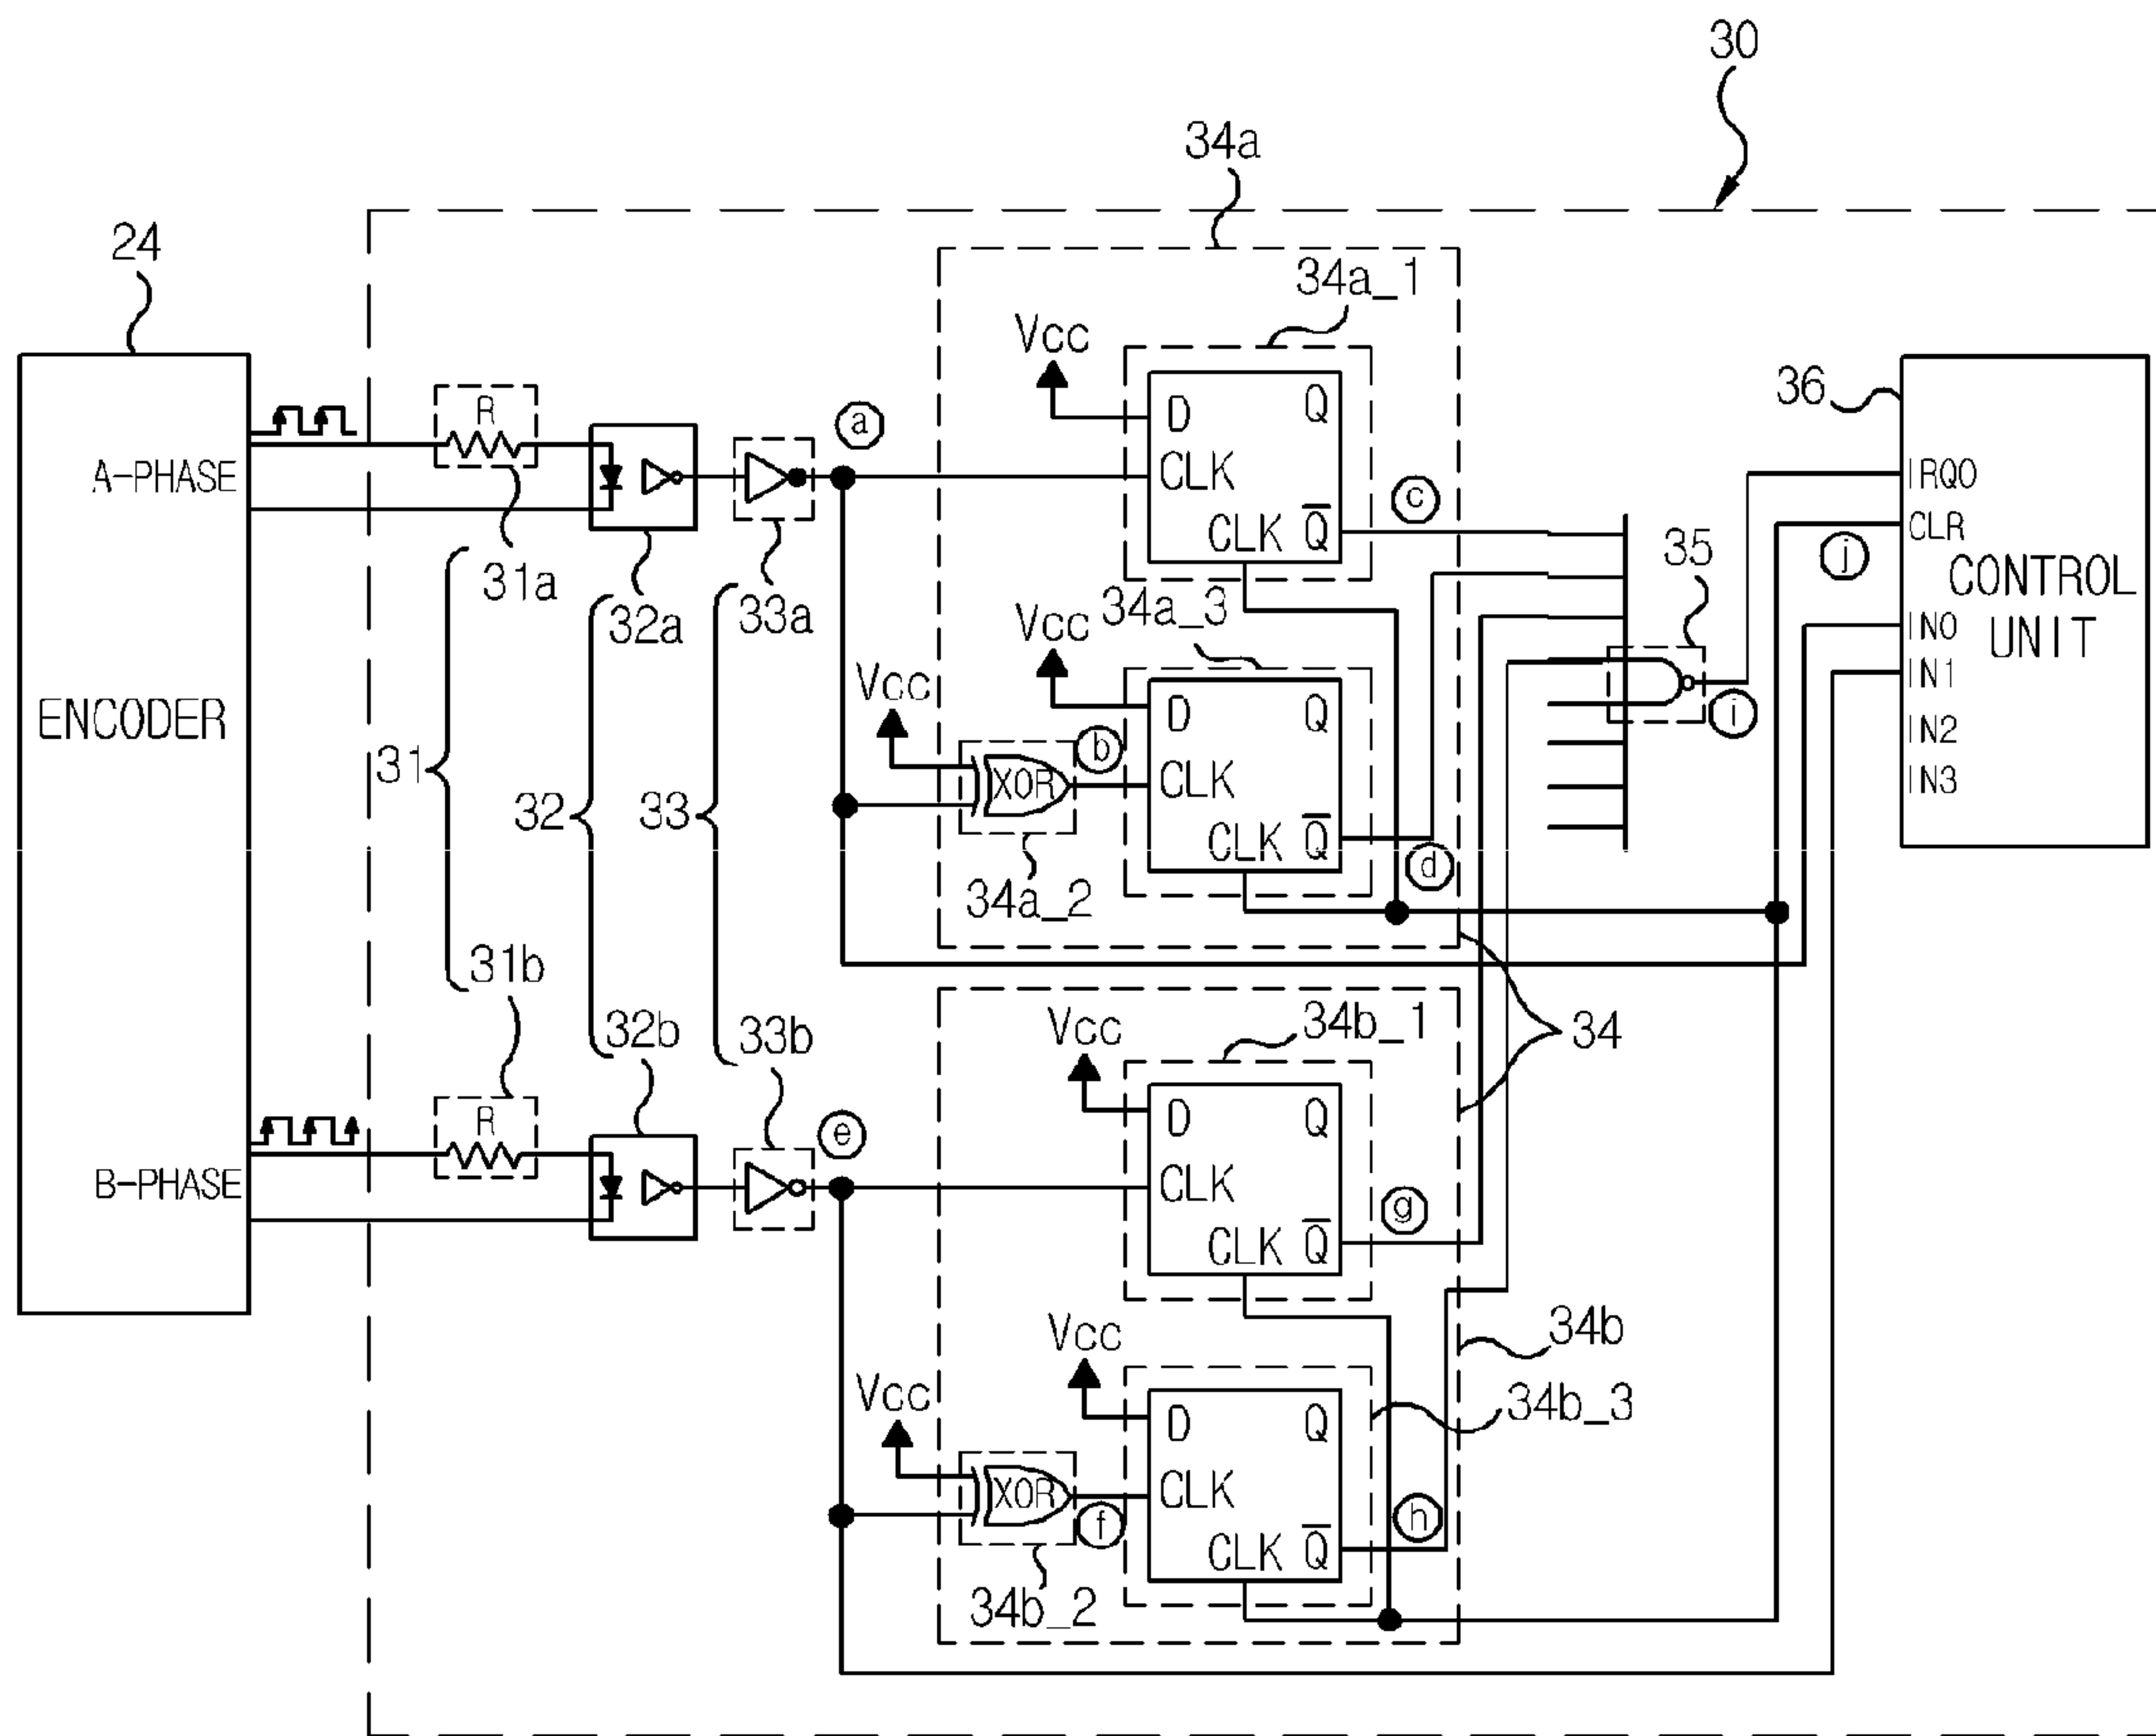 30
34a
24
34a_1
Vcc
R
D
Q
36
a
A-PHASE
CLK
IRQ0
c
CLK
Q̅
CLR
35
j
31a
CONTROL
UNIT
32a
33a
34a_3
Vcc
IN0
IN1
Vcc
D
Q
i
ENCODER
IN2
b
XOR
CLK
IN3
31
32
33
CLK
Q̅
d
34a_2
31b
32b
33b
Vcc
34b_1
34
R
D
Q
e
B-PHASE
CLK
g
CLK
Q̅
34b
Vcc
Vcc
34b_3
D
Q
XOR
CLK
f
h
CLK
Q̅
34b_2